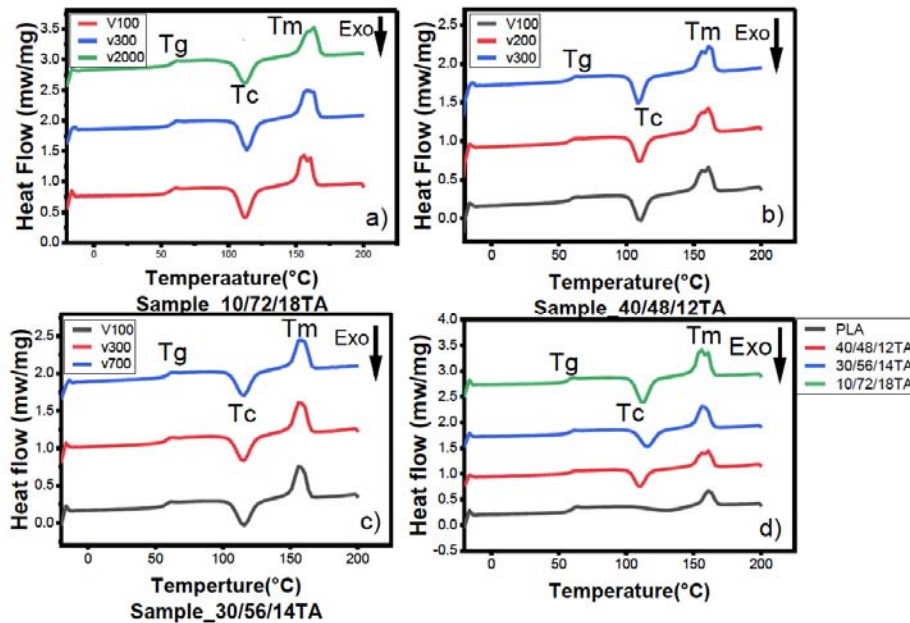 V100
v300
v2000
Tg
Tc
Tm
Exo
Heat Flow (mw/mg)
3.5
3.0
2.5
2.0
1.5
1.0
0.5
0.0
0
50
100
150
200
a)
Temperaature(°C)
Sample_10/72/18TA
V100
v200
v300
Tg
Tc
Tm
Exo
Heat Flow (mw/mg)
2.0
1.5
1.0
0.5
0.0
0
50
100
150
200
b)
Temperature(°C)
Sample_40/48/12TA
V100
v300
v700
Tg
Tc
Tm
Exo
Heat flow (mw/mg)
2.5
2.0
1.5
1.0
0.5
0.0
0
50
100
150
200
c)
Temperture(°C)
Sample_30/56/14TA
Tg
Tc
Tm
Exo
Heat flow (mw/mg)
4.0
3.5
3.0
2.5
2.0
1.5
1.0
0.5
0.0
-0.5
0
50
100
150
200
d)
Temperature(°C)
PLA
40/48/12TA
30/56/14TA
10/72/18TA